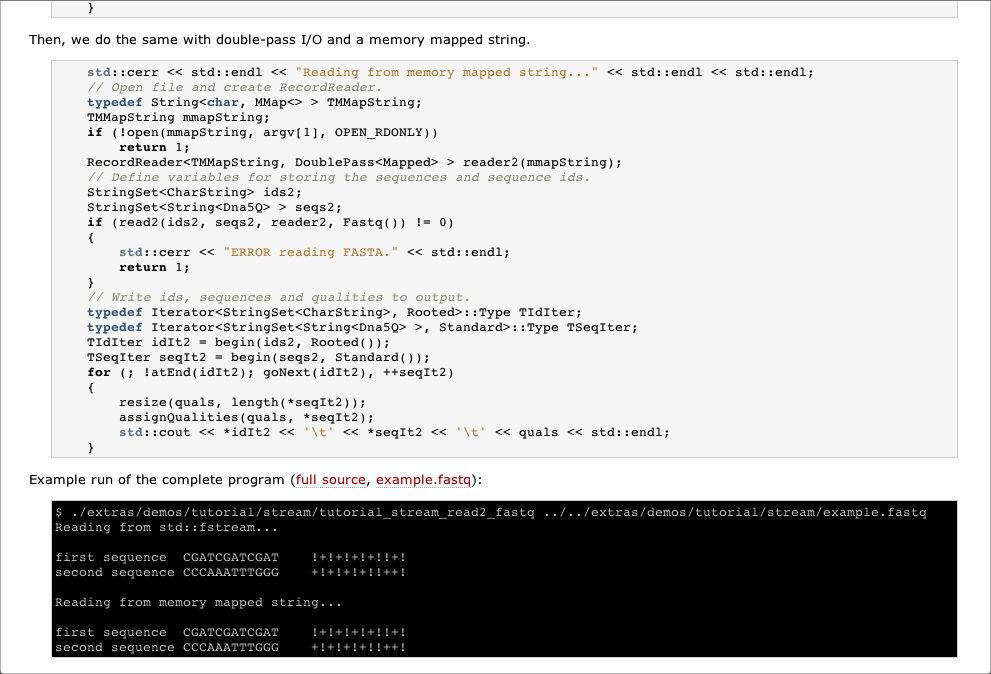 }
Then, we do the same with double-pass I/O and a memory mapped string.
std::cerr << std::endl << "Reading from memory mapped string..." << std::endl << std::endl;
// Open file and create RecordReader.
typedef String<char, MMap<> > TMMapString;
TMMapString mmapString;
if (!open(mmapString, argv[1], OPEN_RDONLY))
    return 1;
RecordReader<TMMapString, DoublePass<Mapped> > reader2(mmapString);
// Define variables for storing the sequences and sequence ids.
StringSet<CharString> ids2;
StringSet<String<Dna5Q> > seqs2;
if (read2(ids2, seqs2, reader2, Fastq()) != 0)
{
    std::cerr << "ERROR reading FASTA." << std::endl;
    return 1;
}
// Write ids, sequences and qualities to output.
typedef Iterator<StringSet<CharString>, Rooted>::Type TIdIter;
typedef Iterator<StringSet<String<Dna5Q> >, Standard>::Type TSeqIter;
TIdIter idIt2 = begin(ids2, Rooted());
TSeqIter seqIt2 = begin(seqs2, Standard());
for (; !atEnd(idIt2); goNext(idIt2), ++seqIt2)
{
    resize(quals, length(*seqIt2));
    assignQualities(quals, *seqIt2);
    std::cout << *idIt2 << '\t' << *seqIt2 << '\t' << quals << std::endl;
}
Example run of the complete program (full source, example.fastq):
$ ./extras/demos/tutorial/stream/tutorial_stream_read2_fastq ../../extras/demos/tutorial/stream/example.fastq
Reading from std::fstream...
first sequence  CGATCGATCGAT    !+!+!+!+!!+!
second sequence CCCAAATTTGGG    +!+!+!+!!++!
Reading from memory mapped string...
first sequence  CGATCGATCGAT    !+!+!+!+!!+!
second sequence CCCAAATTTGGG    +!+!+!+!!++!